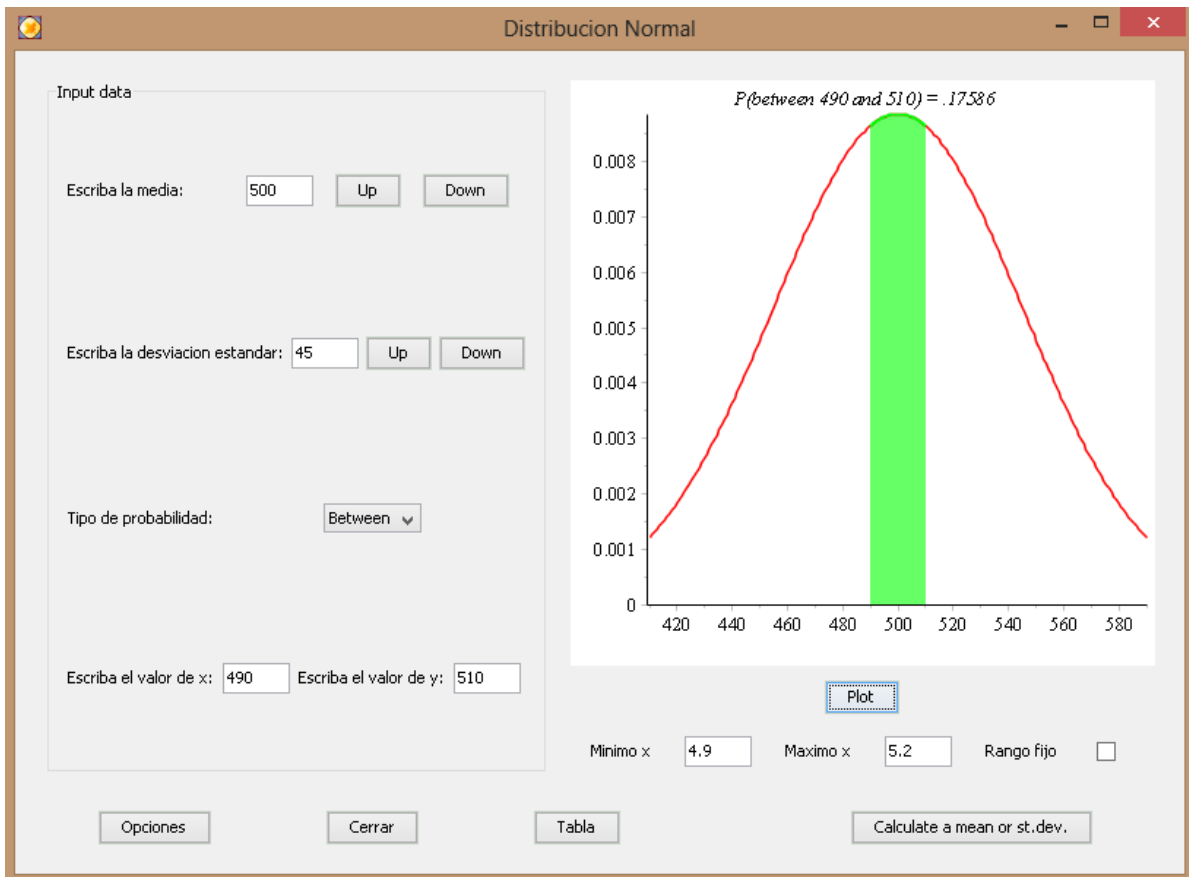 Distribucion Normal
Input data
Escriba la media: 500 Up Down
Escriba la desviacion estandar: 45 Up Down
Tipo de probabilidad: Between
Escriba el valor de x: 490 Escriba el valor de y: 510
P(between 490 and 510) = .17586
0.008
0.007
0.006
0.005
0.004
0.003
0.002
0.001
0
420 440 460 480 500 520 540 560 580
Plot
Minimo x 4.9 Maximo x 5.2 Rango fijo
Opciones Cerrar Tabla Calculate a mean or st.dev.